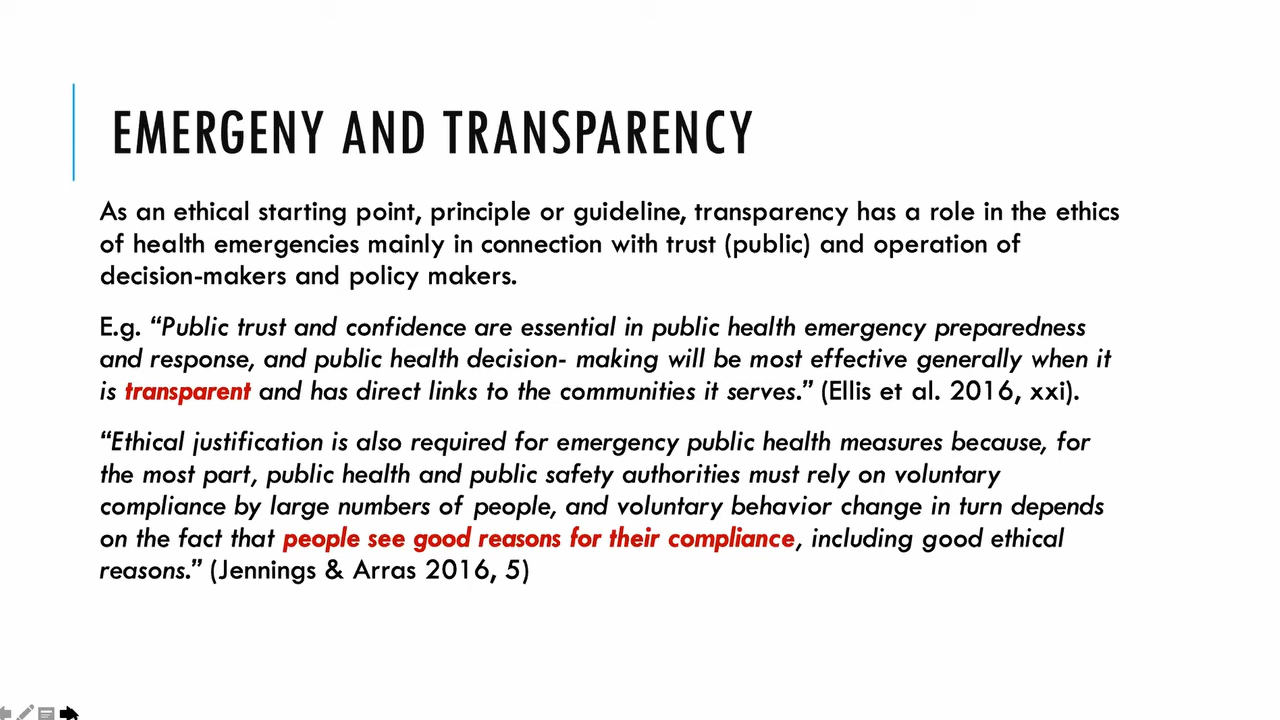 EMERGENY AND TRANSPARENCY
As an ethical starting point, principle or guideline, transparency has a role in the ethics
of health emergencies mainly in connection with trust (public) and operation of
decision-makers and policy makers.
E.g. “Public trust and confidence are essential in public health emergency preparedness
and response, and public health decision- making will be most effective generally when it
is transparent and has direct links to the communities it serves.” (Ellis et al. 2016, xxi).
“Ethical justification is also required for emergency public health measures because, for
the most part, public health and public safety authorities must rely on voluntary
compliance by large numbers of people, and voluntary behavior change in turn depends
on the fact that people see good reasons for their compliance, including good ethical
reasons.” (Jennings & Arras 2016, 5)